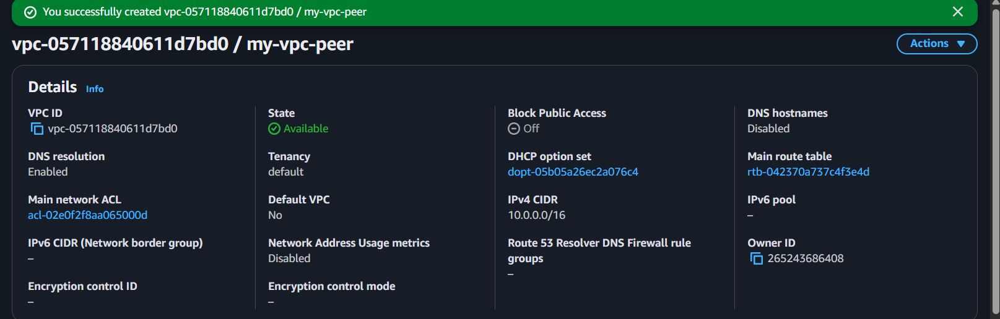 You successfully created vpc-057118840611d7bd0 / my-vpc-peer
vpc-057118840611d7bd0 / my-vpc-peer
Actions
Details Info
VPC ID
vpc-057118840611d7bd0
State
Available
Block Public Access
Off
DNS hostnames
Disabled
DNS resolution
Enabled
Tenancy
default
DHCP option set
dopt-05b05a26ec2a076c4
Main route table
rtb-042370a737c4f3e4d
Main network ACL
acl-02e0f2f8aa065000d
Default VPC
No
IPv4 CIDR
10.0.0.0/16
IPv6 pool
–
IPv6 CIDR (Network border group)
–
Network Address Usage metrics
Disabled
Route 53 Resolver DNS Firewall rule
groups
–
Owner ID
265243686408
Encryption control ID
–
Encryption control mode
–